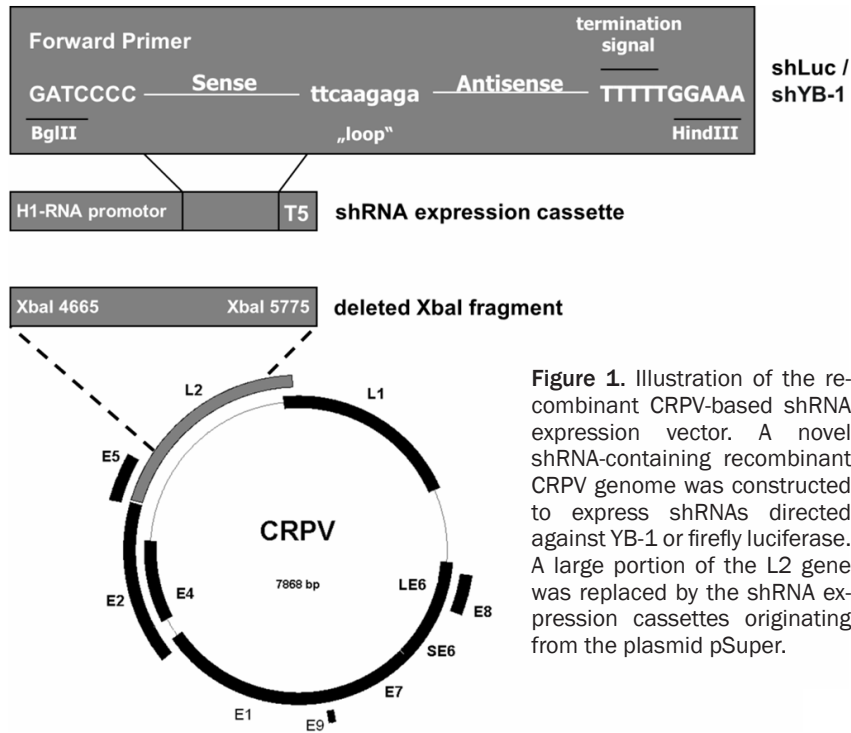 Forward Primer
termination
signal
GATCCCC Sense ttcaagaga Antisense TTTTTGGAAA
BglII „loop“ HindIII
shLuc /
shYB-1
H1-RNA promotor T5 shRNA expression cassette
XbaI 4665 XbaI 5775 deleted XbaI fragment
L2
L1
E5
CRPV
7868 bp
E2
E4
LE6
E8
SE6
E7
E1
E9
Figure 1. Illustration of the re-
combinant CRPV-based shRNA
expression vector. A novel
shRNA-containing recombinant
CRPV genome was constructed
to express shRNAs directed
against YB-1 or firefly luciferase.
A large portion of the L2 gene
was replaced by the shRNA ex-
pression cassettes originating
from the plasmid pSuper.